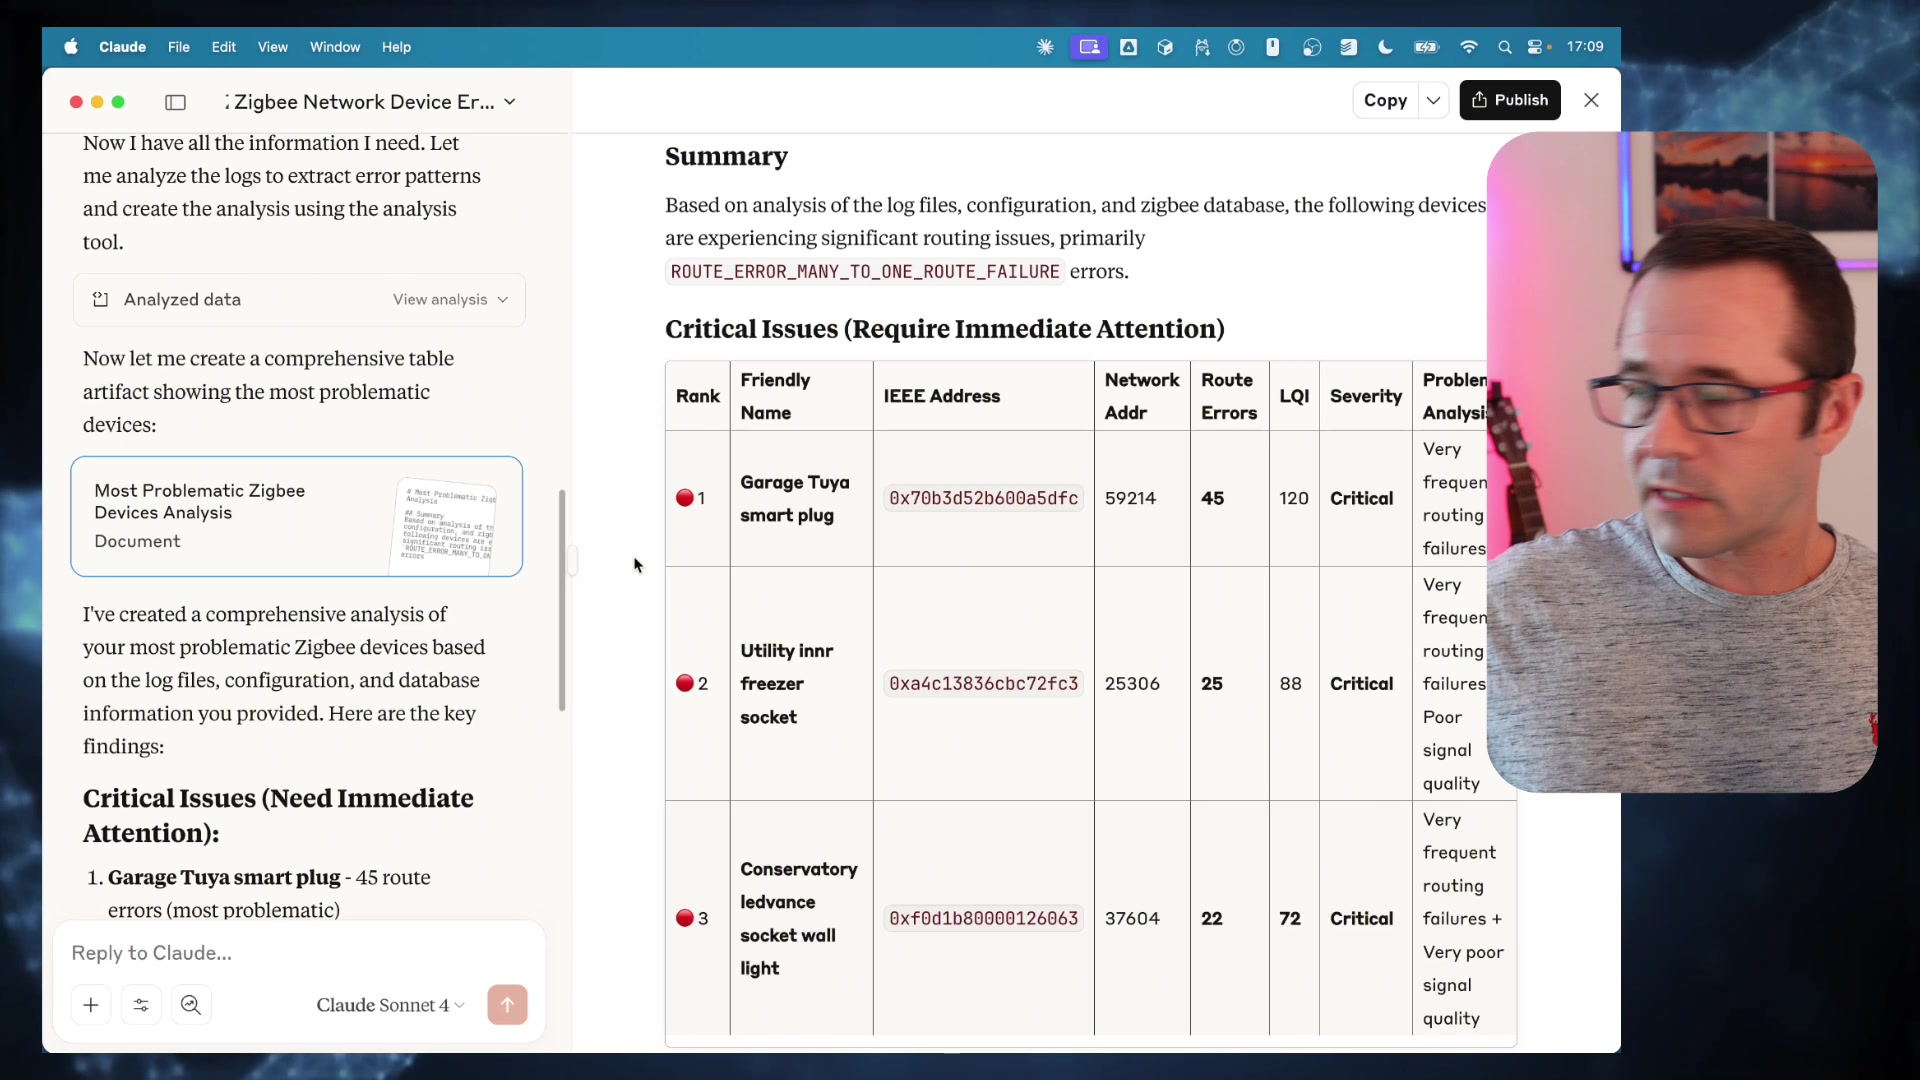 Claude File Edit View Window Help 17:09
Zigbee Network Device Er...
Copy Publish
Now I have all the information I need. Let
me analyze the logs to extract error patterns
and create the analysis using the analysis
tool.
Analyzed data View analysis
Now let me create a comprehensive table
artifact showing the most problematic
devices:
Most Problematic Zigbee
Devices Analysis
Document
# Most Problematic Zigb
Analysis
## Summary
I've created a comprehensive analysis of
your most problematic Zigbee devices based
on the log files, configuration, and database
information you provided. Here are the key
findings:
Critical Issues (Need Immediate
Attention):
1. Garage Tuya smart plug - 45 route
errors (most problematic)
Reply to Claude...
Claude Sonnet 4
Summary
Based on analysis of the log files, configuration, and zigbee database, the following devices
are experiencing significant routing issues, primarily
ROUTE_ERROR_MANY_TO_ONE_ROUTE_FAILURE errors.
Critical Issues (Require Immediate Attention)
Rank
Friendly
Name
IEEE Address
Network
Addr
Route
Errors
LQI
Severity
Problem
Analysis
1
Garage Tuya
smart plug
0x70b3d52b600a5dfc
59214
45
120
Critical
Very
frequen
routing
failures
2
Utility innr
freezer
socket
0xa4c13836cbc72fc3
25306
25
88
Critical
Very
frequen
routing
failures
Poor
signal
quality
3
Conservatory
ledvance
socket wall
light
0xf0d1b80000126063
37604
22
72
Critical
Very
frequent
routing
failures +
Very poor
signal
quality